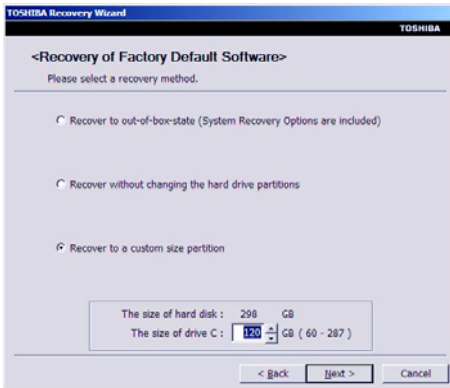 TOSHIBA Recovery Wizard
TOSHIBA
<Recovery of Factory Default Software>
Please select a recovery method.
Recover to out-of-box-state (System Recovery Options are included)
Recover without changing the hard drive partitions
Recover to a custom size partition
The size of hard disk : 298 GB
The size of drive C : 120 GB ( 60 - 287 )
< Back Next > Cancel